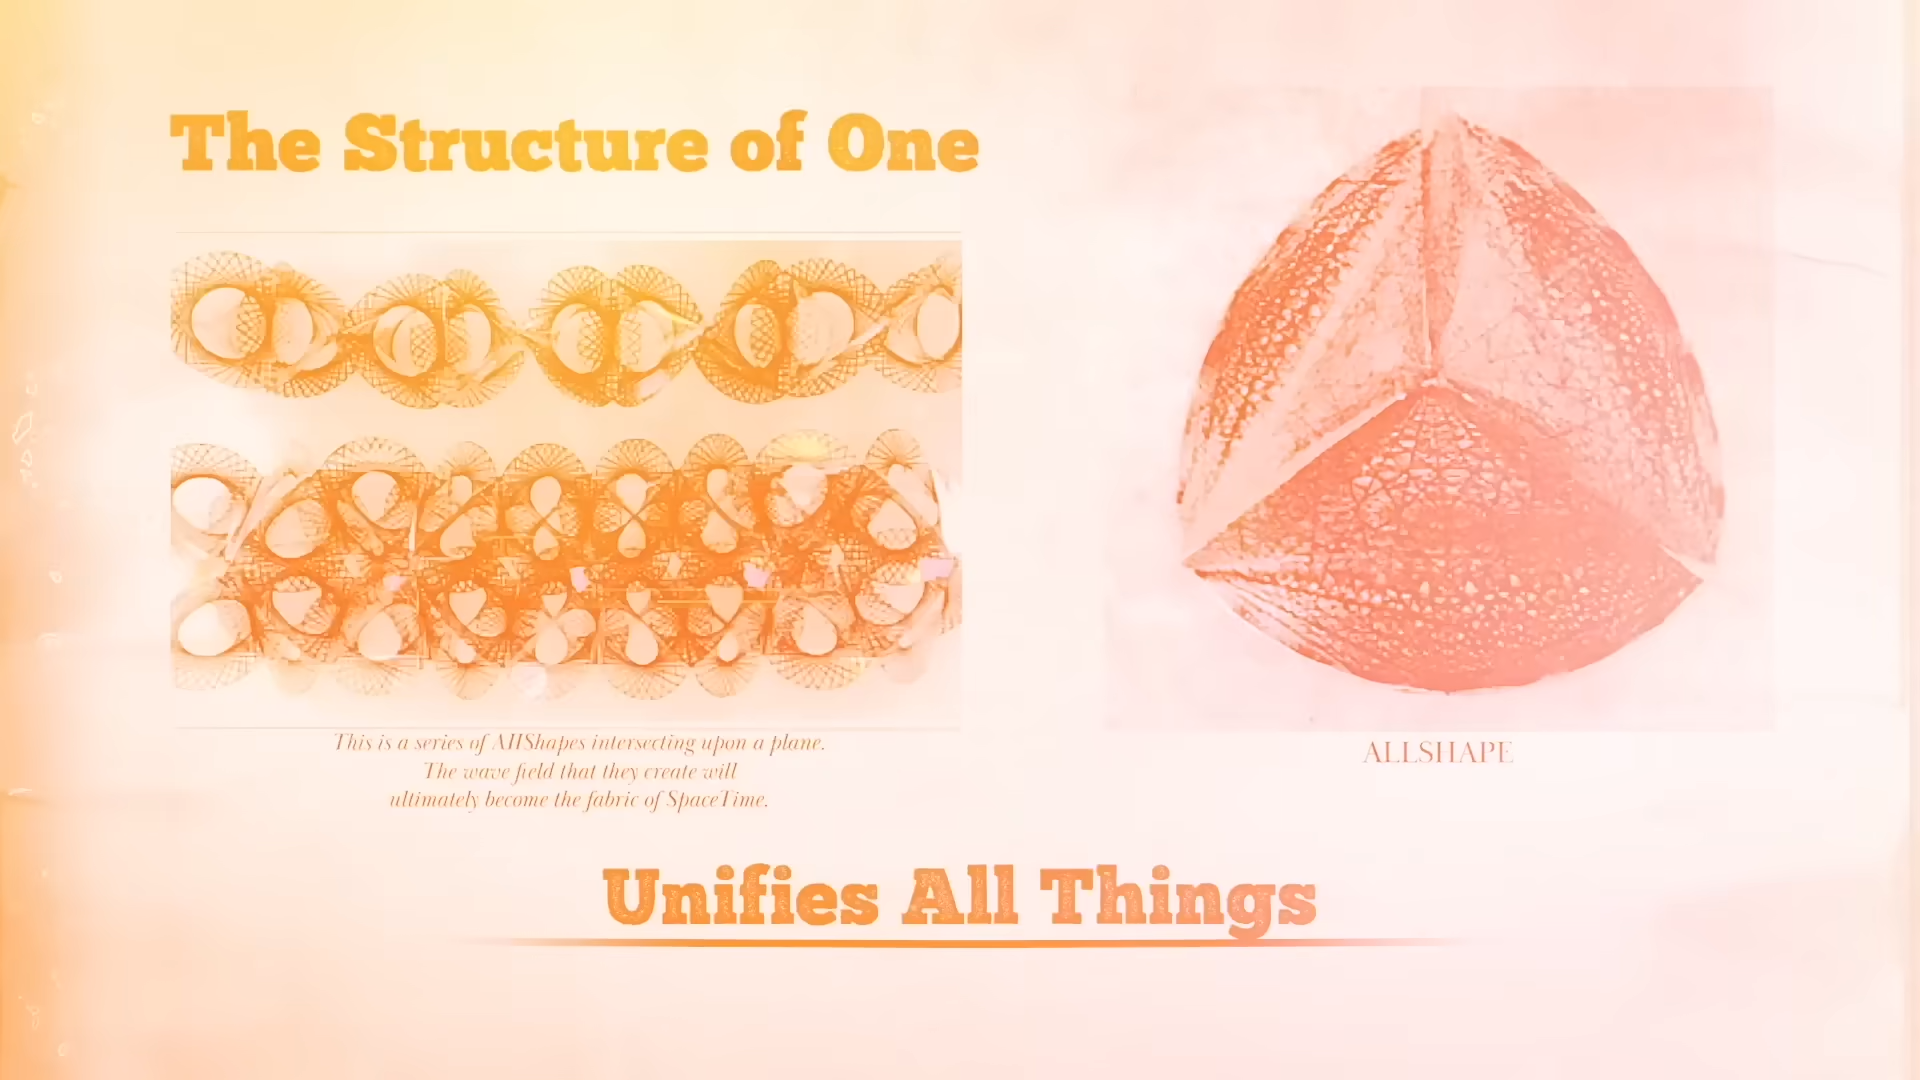 The Structure of One
This is a series of AllShapes intersecting upon a plane.
The wave field that they create will
ultimately become the fabric of SpaceTime.
ALLSHAPE
Unifies All Things